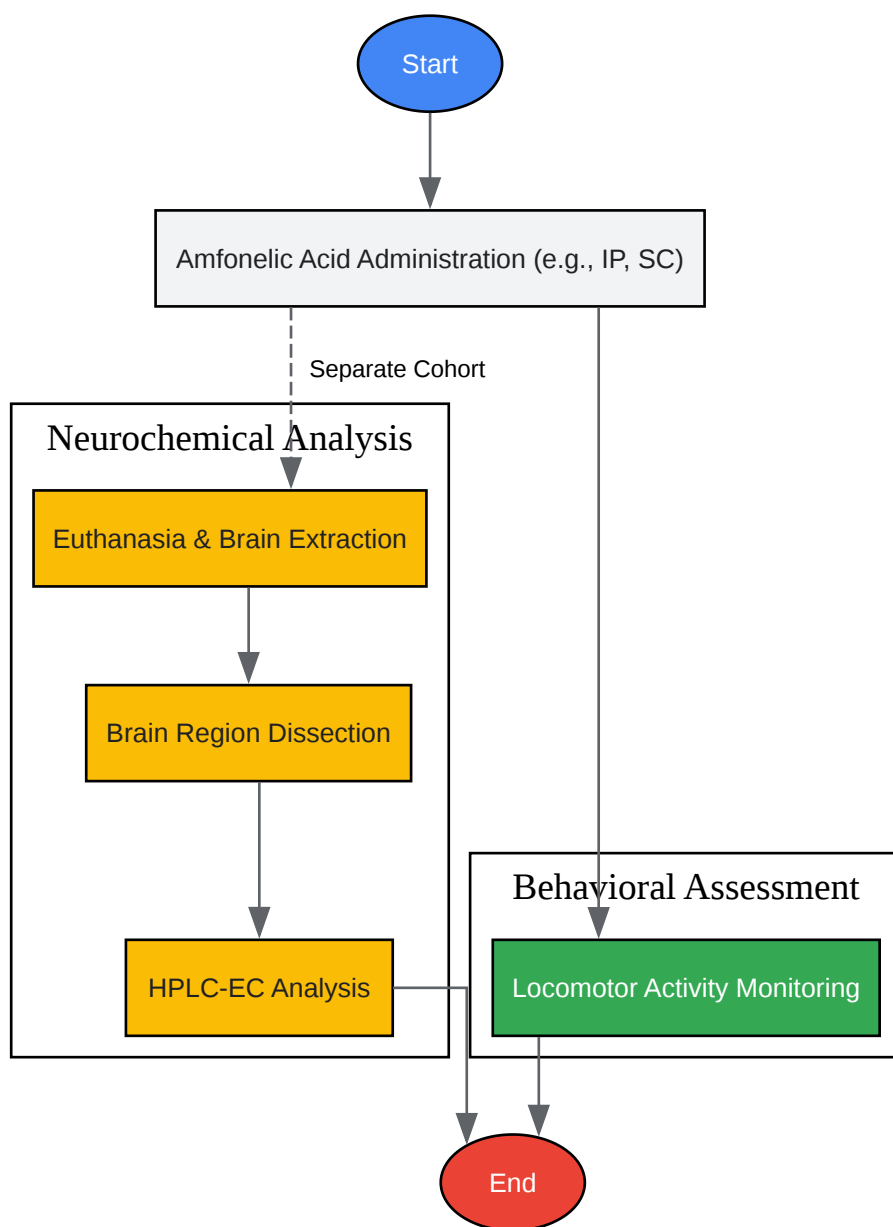 Start
Amfonelic Acid Administration (e.g., IP, SC)
Separate Cohort
Neurochemical Analysis
Euthanasia & Brain Extraction
Brain Region Dissection
HPLC-EC Analysis
Behavioral Assessment
Locomotor Activity Monitoring
End